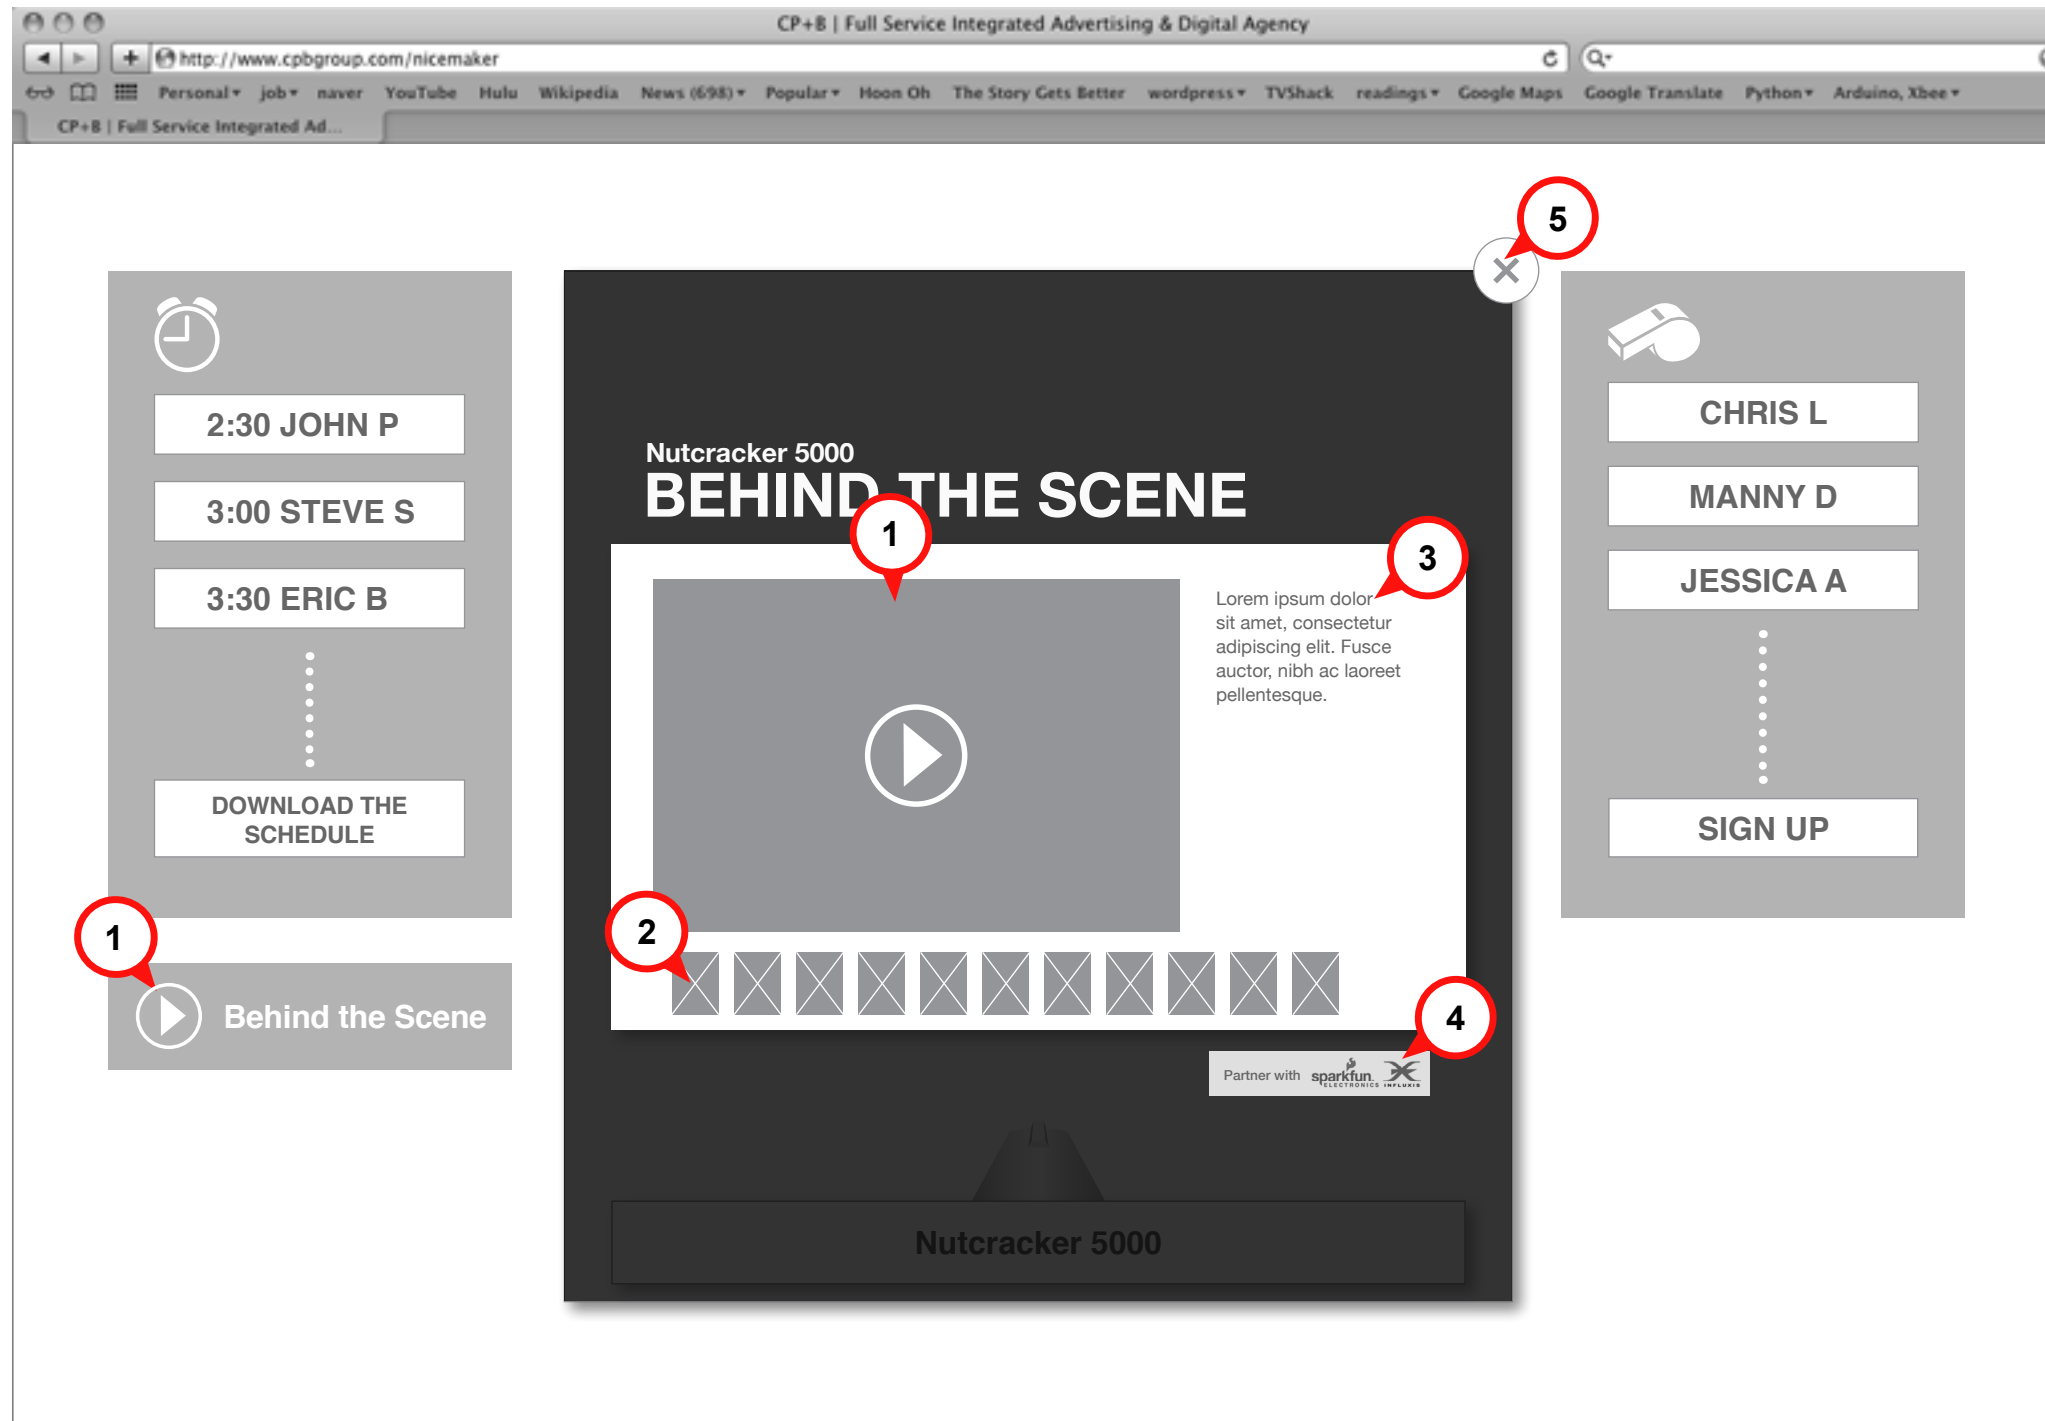 CP+B | Full Service Integrated Advertising & Digital Agency
http://www.cpbgroup.com/nicemaker
Personal job naver YouTube Hulu Wikipedia News (698) Popular Hoon Oh The Story Gets Better wordpress TVShack readings Google Maps Google Translate Python Arduino, Xbee
CP+B | Full Service Integrated Ad...
5
2:30 JOHN P
3:00 STEVE S
3:30 ERIC B
DOWNLOAD THE
SCHEDULE
1
Behind the Scene
Nutcracker 5000
BEHIND THE SCENE
1
3
Lorem ipsum dolor
sit amet, consectetur
adipiscing elit. Fusce
auctor, nibh ac laoreet
pellentesque.
2
4
Partner with sparkfun. ELECTRONICS INFLUXIS
Nutcracker 5000
CHRIS L
MANNY D
JESSICA A
SIGN UP